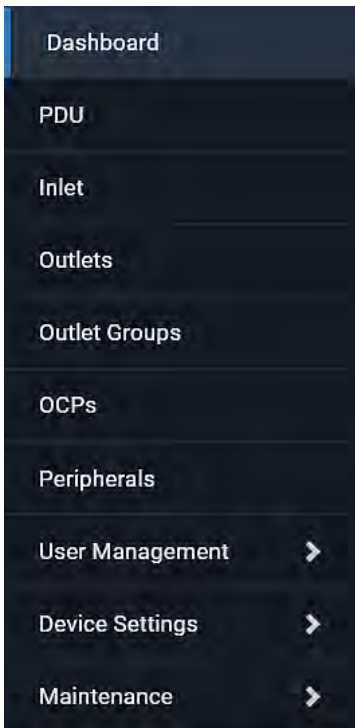 Dashboard
PDU
Inlet
Outlets
Outlet Groups
OCPs
Peripherals
User Management
Device Settings
Maintenance